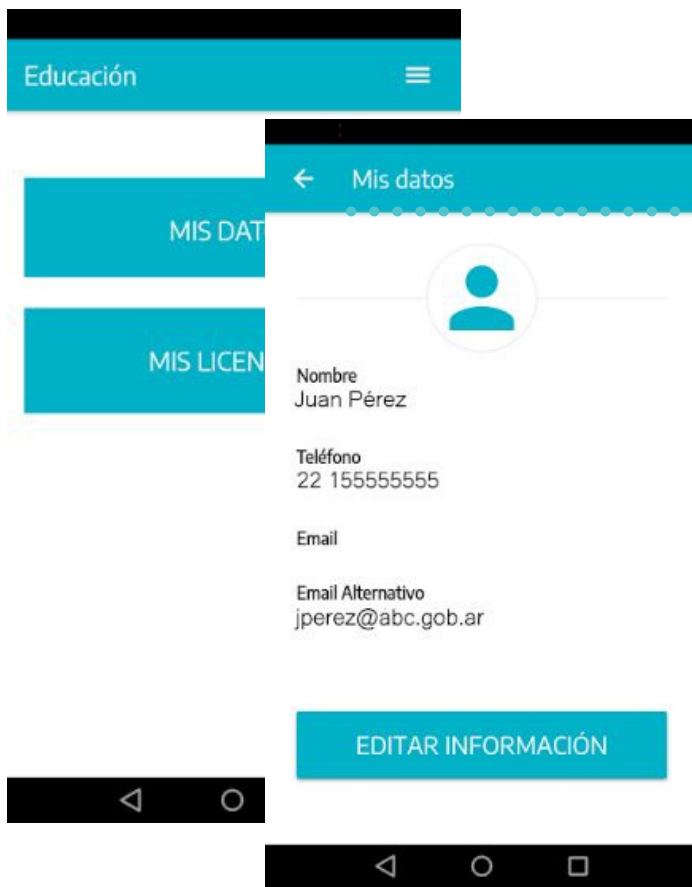 Educación
MIS DAT
MIS LICEN
Mis datos
Nombre
Juan Pérez
Teléfono
22 155555555
Email
Email Alternativo
jperez@abc.gob.ar
EDITAR INFORMACIÓN